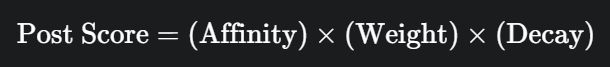 Post Score = (Affinity) × (Weight) × (Decay)